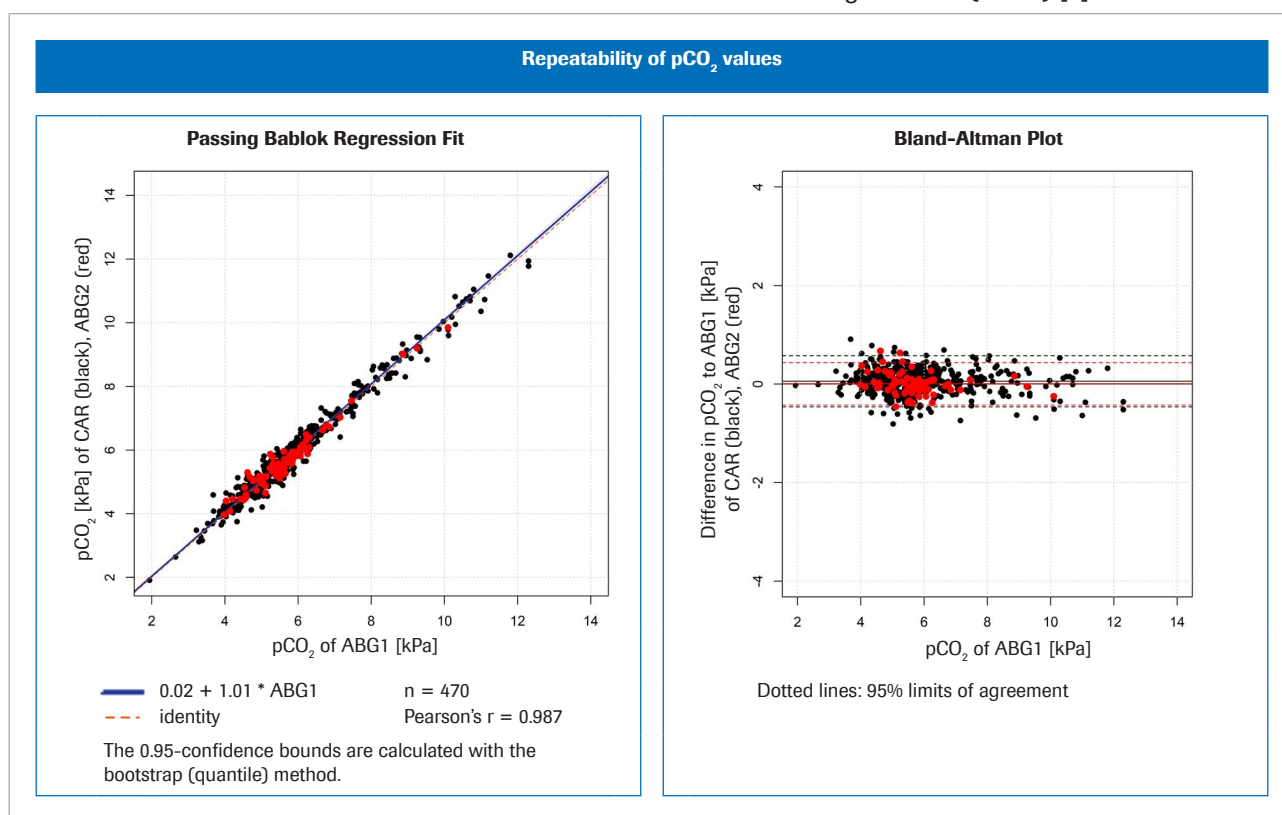 Repeatability of pCO₂ values
Passing Bablok Regression Fit
14
12
10
8
6
4
2
pCO₂ [kPa] of CAR (black), ABG2 (red)
2 4 6 8 10 12 14
pCO₂ of ABG1 [kPa]
0.02 + 1.01 * ABG1 n = 470
identity Pearson's r = 0.987
The 0.95-confidence bounds are calculated with the
bootstrap (quantile) method.
Bland-Altman Plot
4
2
0
-2
-4
Difference in pCO₂ to ABG1 [kPa]
of CAR (black), ABG2 (red)
2 4 6 8 10 12 14
pCO₂ of ABG1 [kPa]
Dotted lines: 95% limits of agreement